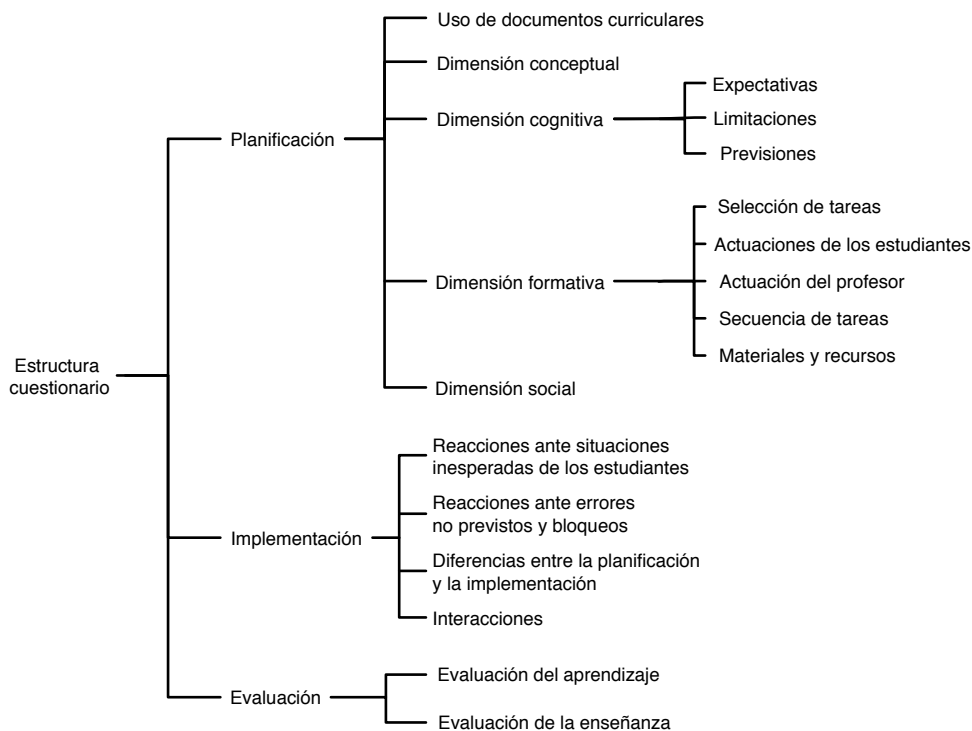 Estructura
cuestionario
Planificación
Uso de documentos curriculares
Dimensión conceptual
Dimensión cognitiva
Expectativas
Limitaciones
Previsiones
Dimensión formativa
Selección de tareas
Actuaciones de los estudiantes
Actuación del profesor
Secuencia de tareas
Materiales y recursos
Dimensión social
Implementación
Reacciones ante situaciones
inesperadas de los estudiantes
Reacciones ante errores
no previstos y bloqueos
Diferencias entre la planificación
y la implementación
Interacciones
Evaluación
Evaluación del aprendizaje
Evaluación de la enseñanza